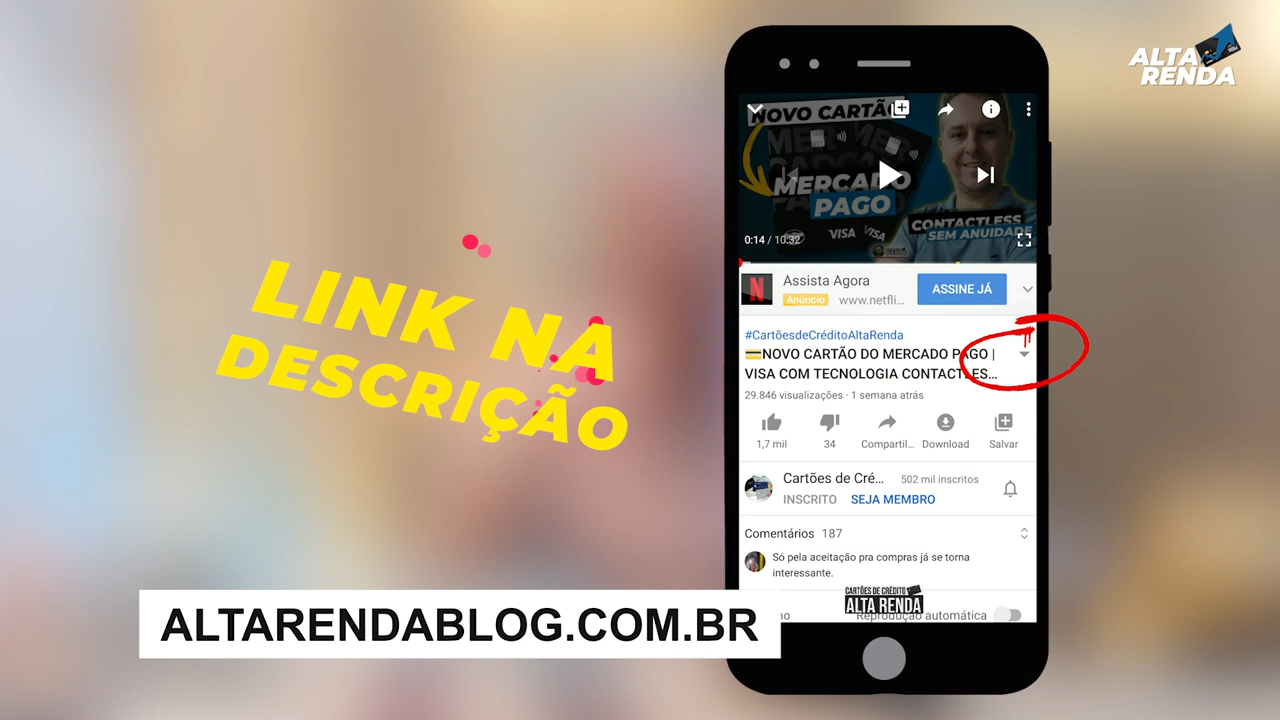 ALTA
RENDA
NOVO CARTÃO
MERCADO
PAGO
CONTACTLESS
SEM ANUIDADE
VISA
VISA
0:14 / 10:32
Assista Agora
Anúncio www.netfli...
ASSINE JÁ
#CartõesdeCréditoAltaRenda
NOVO CARTÃO DO MERCADO PAGO |
VISA COM TECNOLOGIA CONTACTLES...
29.846 visualizações · 1 semana atrás
1,7 mil 34 Compartil... Download Salvar
Cartões de Cré... 502 mil inscritos
INSCRITO SEJA MEMBRO
Comentários 187
Só pela aceitação pra compras já se torna
interessante.
CARTÕES DE CRÉDITO
ALTA RENDA
Reprodução automática
LINK NA
DESCRIÇÃO
ALTARENDABLOG.COM.BR